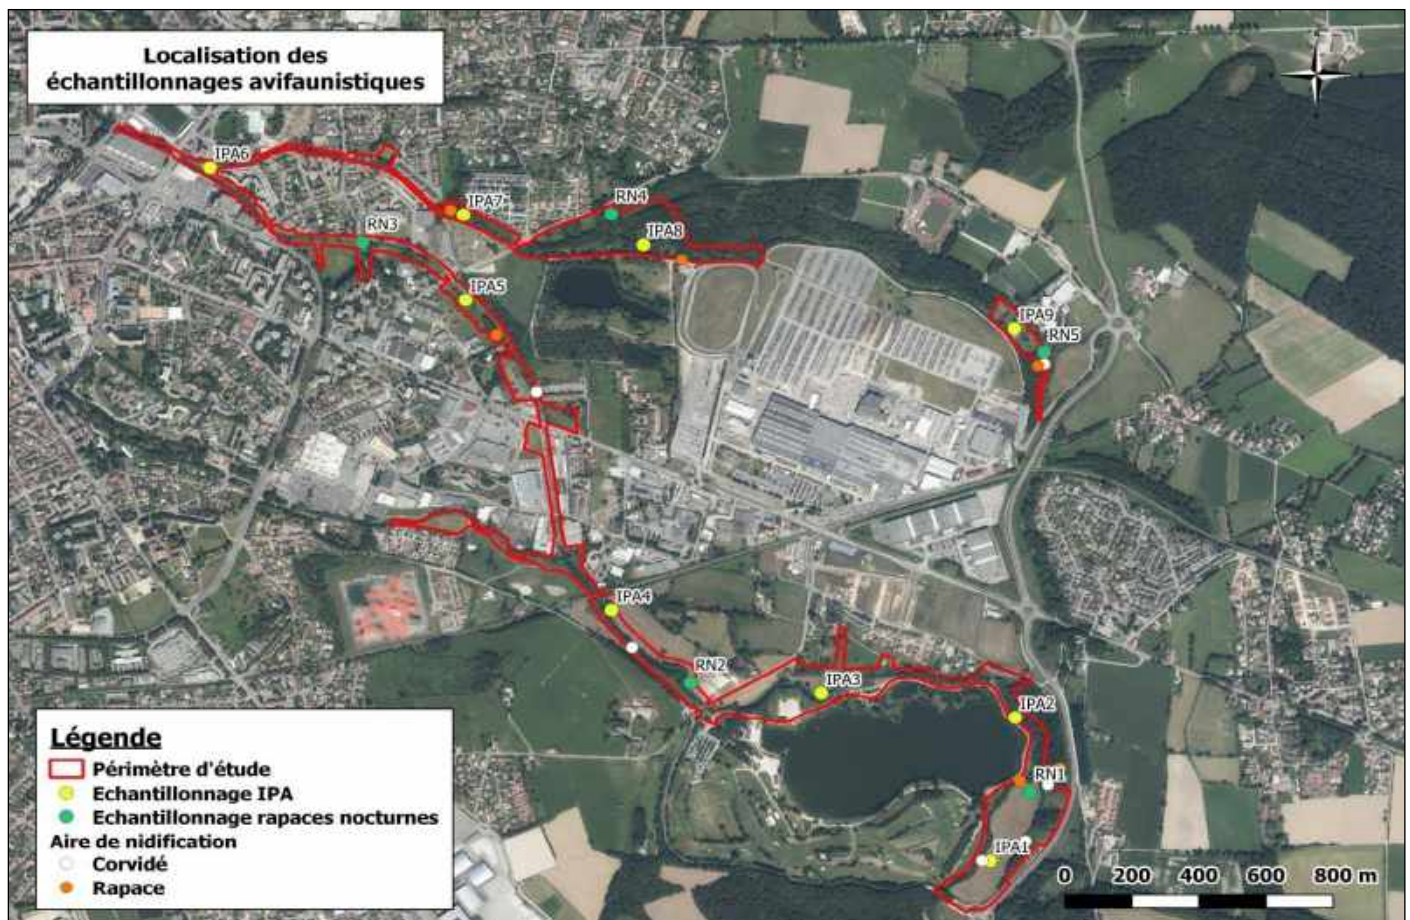 Localisation des
échantillonnages avifaunistiques
IPA6
IPA7
RN4
RN3
IPA8
IPA5
IPA9
RN5
IPA4
RN2
IPA3
IPA2
RN1
IPA1
Légende
Périmètre d'étude
Echantillonnage IPA
Echantillonnage rapaces nocturnes
Aire de nidification
Corvidé
Rapace
0 200 400 600 800 m